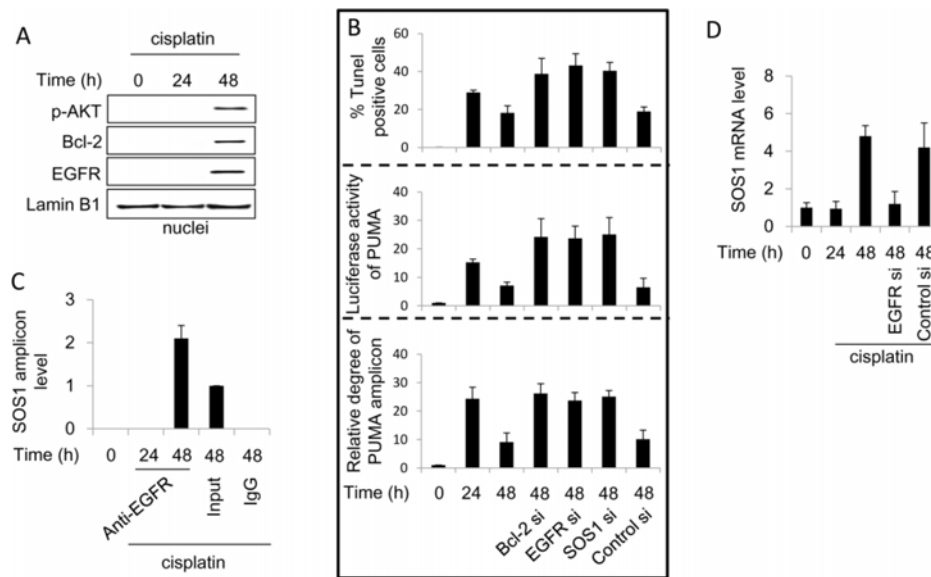 A
cisplatin
Time (h) 0 24 48
p-AKT
Bcl-2
EGFR
Lamin B1
nuclei
B
% Tunel
positive cells
60
40
20
0
Luciferase activity
of PUMA
40
30
20
10
0
Relative degree of
PUMA amplicon
40
30
20
10
0
Time (h) 0 24 48 48 48 48 48
Bcl-2 si
EGFR si
SOS1 si
Control si
C
SOS1 amplicon
level
3
2
1
0
Time (h) 0 24 48 48 48
Anti-EGFR
Input
IgG
cisplatin
D
SOS1 mRNA level
8
6
4
2
0
Time (h) 0 24 48 48 48
EGFR si
Control si
cisplatin